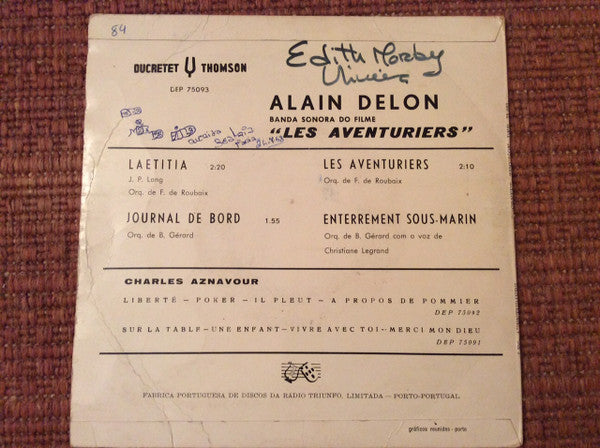 84
DUCRETET THOMSON
DEP 75093
Edith
ALAIN DELON
BANDA SONORA DO FILME
"LES AVENTURIERS"
LAETITIA 2:20
J. P. Lang
Orq. de F. de Roubaix
LES AVENTURIERS 2:10
Orq. de F. de Roubaix
JOURNAL DE BORD 1.55
Orq. de B. Gérard
ENTERREMENT SOUS-MARIN
Orq. de B. Gérard com a voz de
Christiane Legrand
CHARLES AZNAVOUR
LIBERTÉ – POKER – IL PLEUT – A PROPOS DE POMMIER
DEP 75092
SUR LA TABLE – UNE ENFANT – VIVRE AVEC TOI – MERCI MON DIEU
DEP 75091
FABRICA PORTUGUESA DE DISCOS DA RÁDIO TRIUNFO, LIMITADA — PORTO-PORTUGAL
gráficos reunidos - porto